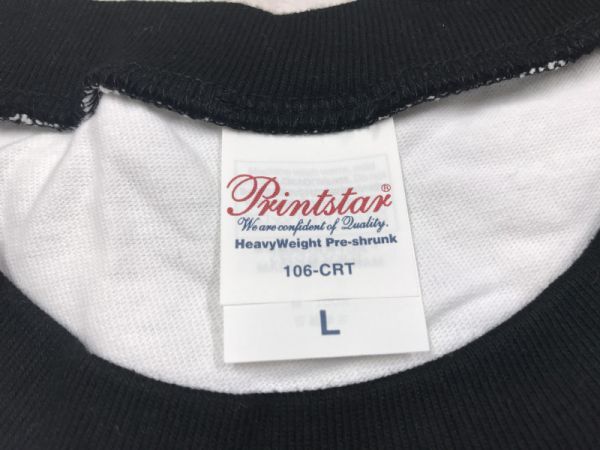 Printstar®
We are confident of Quality.
HeavyWeight Pre-shrunk
106-CRT
L